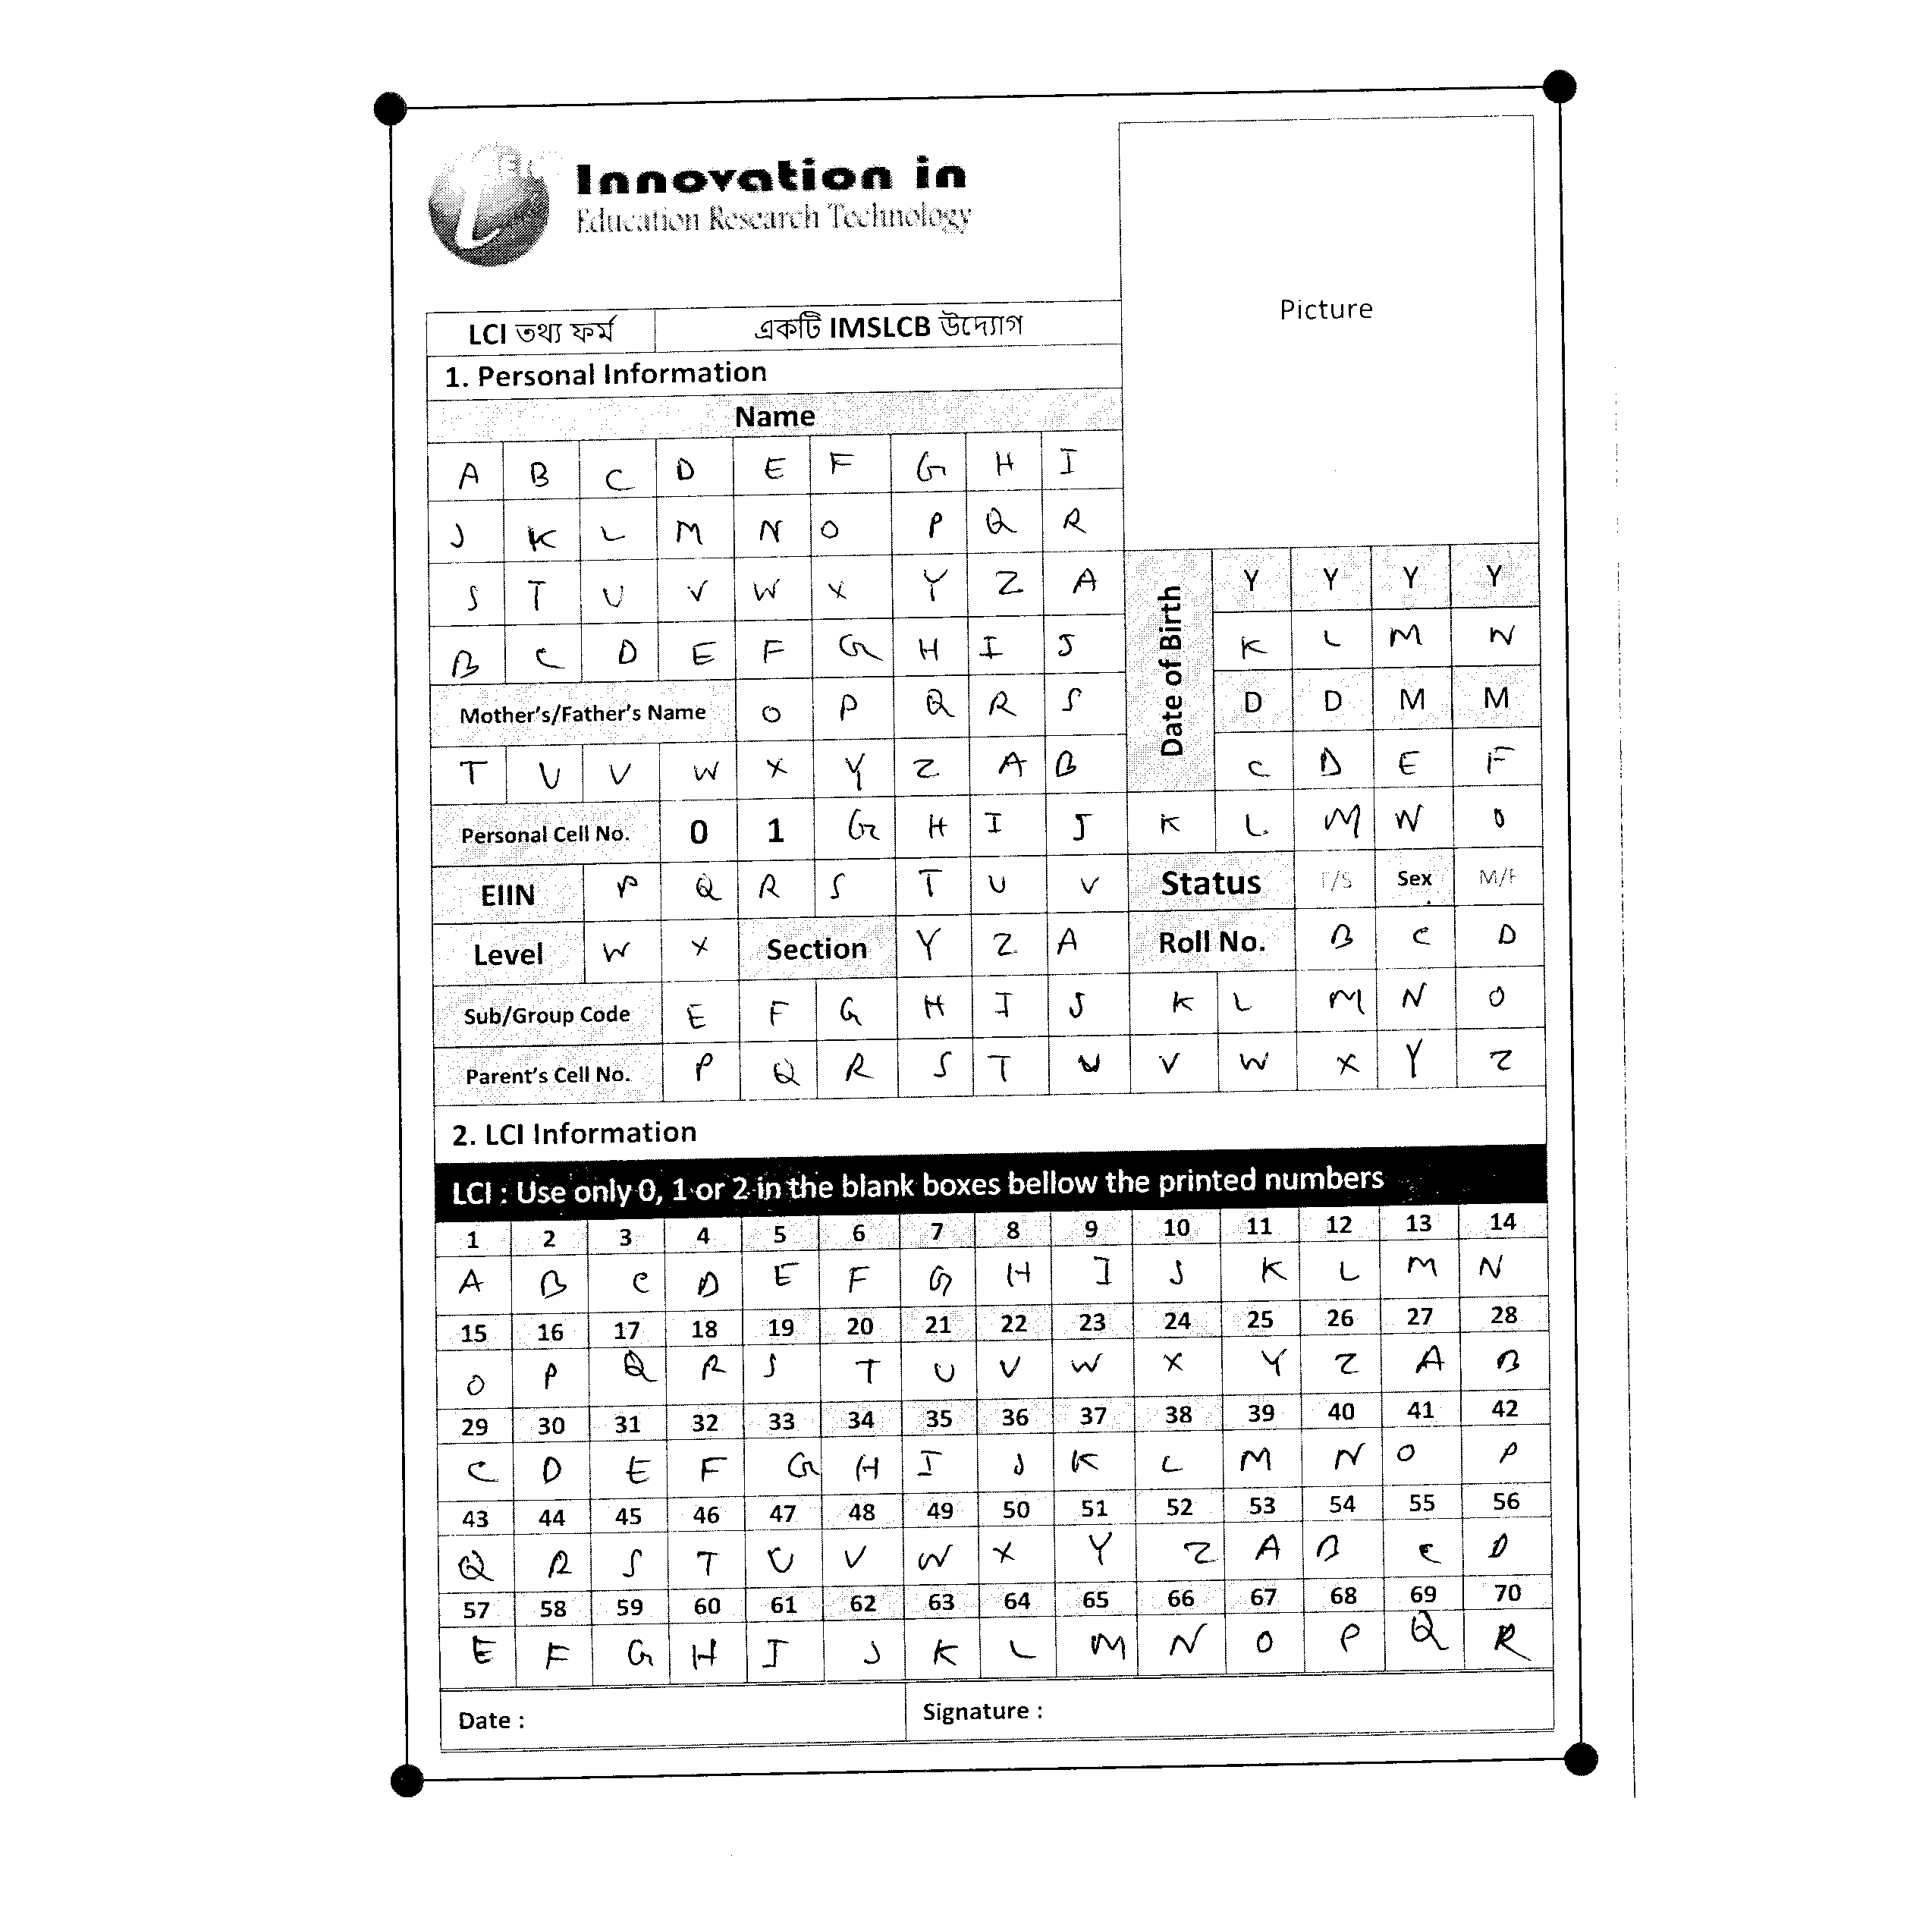 Innovation in
Education Research Technology
Picture
LCI তথ্য ফর্ম একটি IMSLCB উদ্যোগ
1. Personal Information
Name
A B C D E F G H I
J K L M N O P Q R
S T U V W X Y Z A
B C D E F G H I J
Date of Birth
Y Y Y Y
K L M N
D D M M
C D E F
Mother's/Father's Name O P Q R S
T U V W X Y Z A B
Personal Cell No. 0 1 G H I J K L M N O
EIIN P Q R S T U V Status T/S Sex M/F
Level W X Section Y Z A Roll No. B C D
Sub/Group Code E F G H I J K L M N O
Parent's Cell No. P Q R S T U V W X Y Z
2. LCI Information
LCI : Use only 0, 1 or 2 in the blank boxes bellow the printed numbers
1 2 3 4 5 6 7 8 9 10 11 12 13 14
A B C D E F G H I J K L M N
15 16 17 18 19 20 21 22 23 24 25 26 27 28
O P Q R S T U V W X Y Z A B
29 30 31 32 33 34 35 36 37 38 39 40 41 42
C D E F G H I J K L M N O P
43 44 45 46 47 48 49 50 51 52 53 54 55 56
Q R S T U V W X Y Z A B C D
57 58 59 60 61 62 63 64 65 66 67 68 69 70
E F G H I J K L M N O P Q R
Date : Signature :